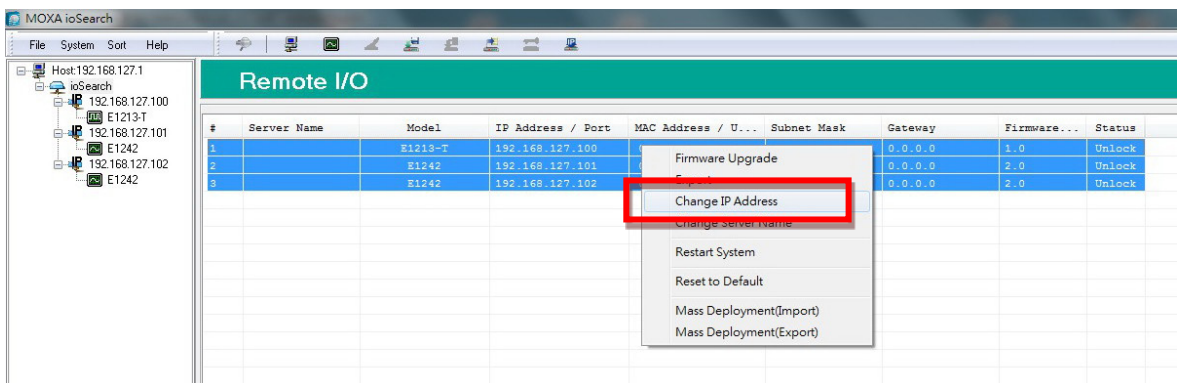 MOXA ioSearch
File System Sort Help
Host:192.168.127.1
ioSearch
192.168.127.100
E1213-T
192.168.127.101
E1242
192.168.127.102
E1242
Remote I/O
# Server Name Model IP Address / Port MAC Address / U... Subnet Mask Gateway Firmware... Status
1 E1213-T 192.168.127.100 0.0.0.0 1.0 Unlock
2 E1242 192.168.127.101 0.0.0.0 2.0 Unlock
3 E1242 192.168.127.102 0.0.0.0 2.0 Unlock
Firmware Upgrade
Export
Change IP Address
Change Server Name
Restart System
Reset to Default
Mass Deployment(Import)
Mass Deployment(Export)